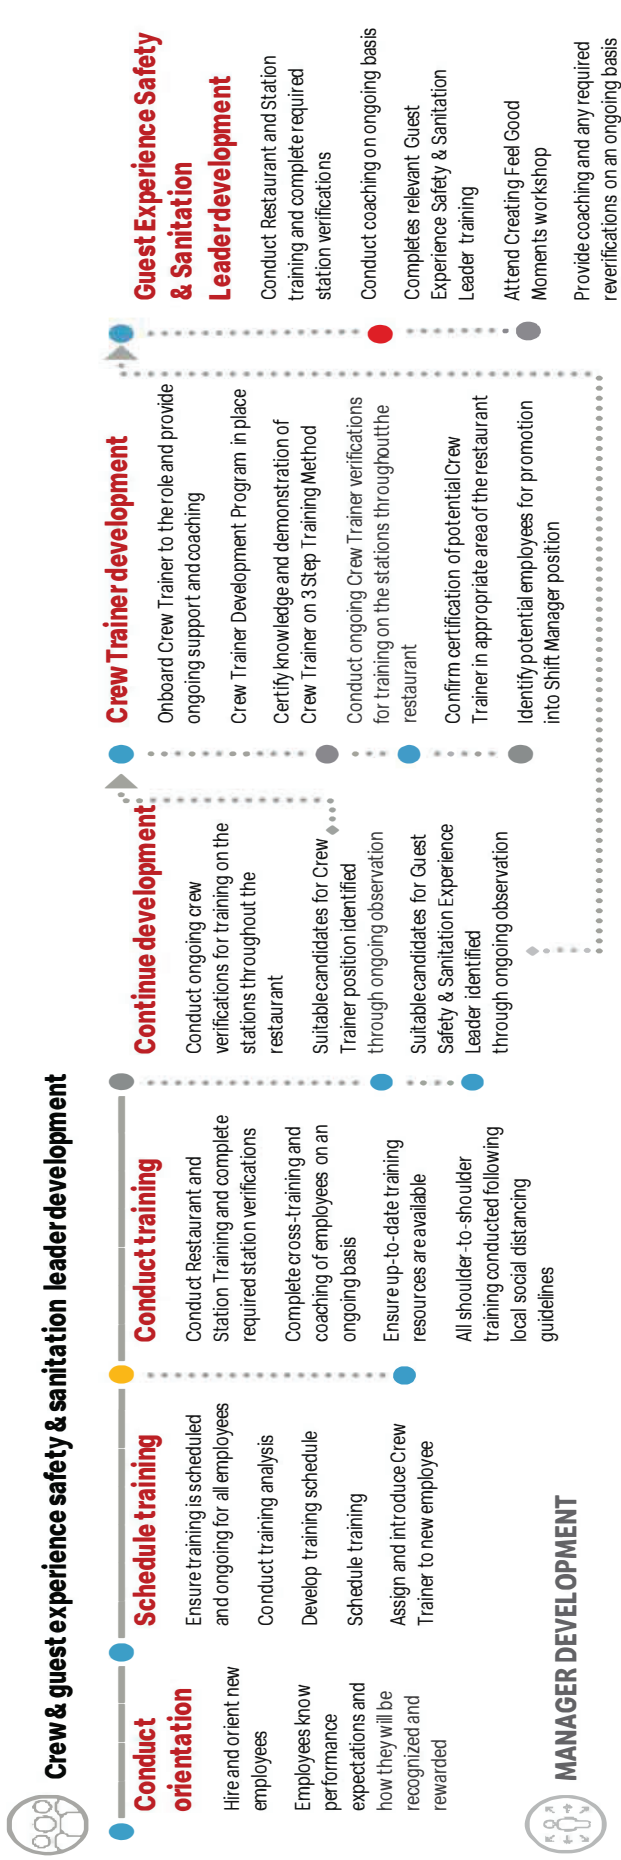 Crew & guest experience safety & sanitation leader development
Conduct
orientation
Hire and orient new
employees
Employees know
performance
expectations and
how they will be
recognized and
rewarded
Schedule training
Ensure training is scheduled
and ongoing for all employees
Conduct training analysis
Develop training schedule
Schedule training
Assign and introduce Crew
Trainer to new employee
Conduct training
Conduct Restaurant and
Station Training and complete
required station verifications
Complete cross-training and
coaching of employees on an
ongoing basis
Ensure up-to-date training
resources are available
All shoulder-to-shoulder
training conducted following
local social distancing
guidelines
Continue development
Conduct ongoing crew
verifications for training on the
stations throughout the
restaurant
Suitable candidates for Crew
Trainer position identified
through ongoing observation
Suitable candidates for Guest
Safety & Sanitation Experience
Leader identified
through ongoing observation
Crew Trainer development
Onboard Crew Trainer to the role and provide
ongoing support and coaching
Crew Trainer Development Program in place
Certify knowledge and demonstration of
Crew Trainer on 3 Step Training Method
Conduct ongoing Crew Trainer verifications
for training on the stations throughout the
restaurant
Confirm certification of potential Crew
Trainer in appropriate area of the restaurant
Identify potential employees for promotion
into Shift Manager position
Guest Experience Safety
& Sanitation
Leader development
Conduct Restaurant and Station
training and complete required
station verifications
Conduct coaching on ongoing basis
Completes relevant Guest
Experience Safety & Sanitation
Leader training
Attend Creating Feel Good
Moments workshop
Provide coaching and any required
reverifications on an ongoing basis
MANAGER DEVELOPMENT